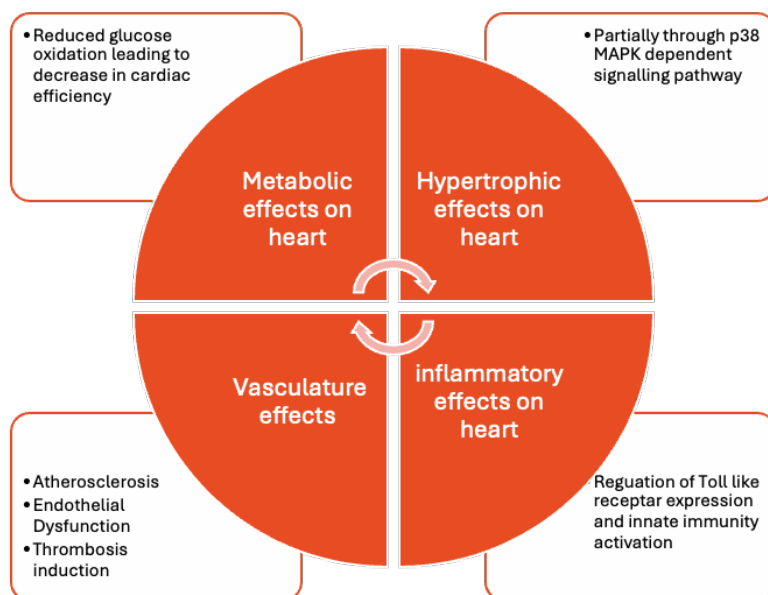 • Reduced glucose
oxidation leading to
decrease in cardiac
efficiency
• Partially through p38
MAPK dependent
signalling pathway
Metabolic
effects on
heart
Hypertrophic
effects on
heart
Vasculature
effects
inflammatory
effects on
heart
• Atherosclerosis
• Endothelial
Dysfunction
• Thrombosis
induction
Reguation of Toll like
receptar expression
and innate immunity
activation